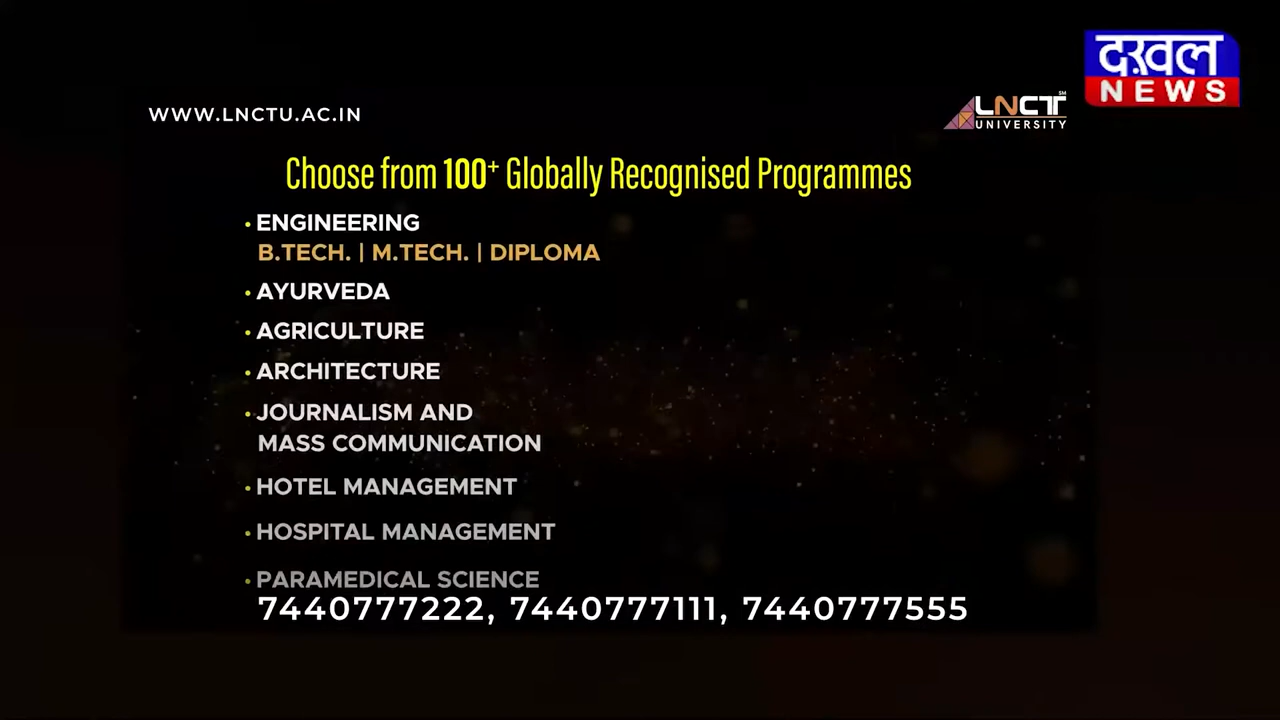 दख़ल
NEWS
WWW.LNCTU.AC.IN
LNCT SM
UNIVERSITY
Choose from 100+ Globally Recognised Programmes
• ENGINEERING
B.TECH. | M.TECH. | DIPLOMA
• AYURVEDA
• AGRICULTURE
• ARCHITECTURE
• JOURNALISM AND
MASS COMMUNICATION
• HOTEL MANAGEMENT
• HOSPITAL MANAGEMENT
• PARAMEDICAL SCIENCE
7440777222, 7440777111, 7440777555